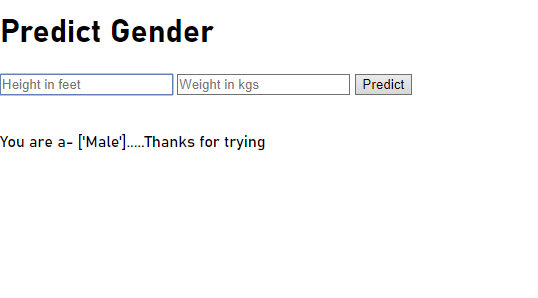 Predict Gender
Height in feet Weight in kgs Predict
You are a- ['Male'].....Thanks for trying